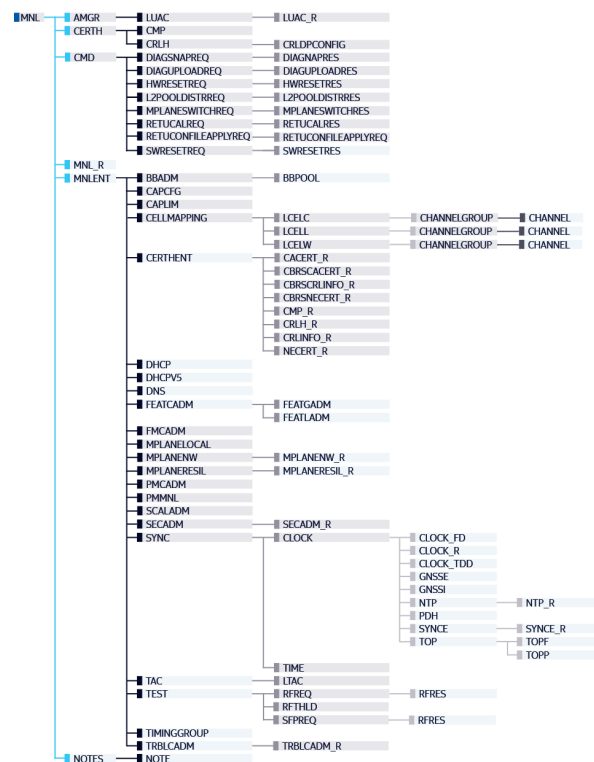 MNL AMGR LUAC LUAC_R
CERTH CMP
CRLH CRLDPCONFIG
CMD DIAGSNAPREQ DIAGNAPRES
DIAGUPLOADREQ DIAGUPLOADRES
HWRESETREQ HWRESETRES
L2POOLDISTRREQ L2POOLDISTRRES
MPLANESWITCHREQ MPLANESWITCHRES
RETUCALREQ RETUCALRES
RETUCONFILEAPPLYREQ RETUCONFILEAPPLYREQ
SWRESETREQ SWRESETRES
MNL_R
MNLENT BBADM BBPOOL
CAPCFG
CAPLIM
CELLMAPPING LCELC CHANNELGROUP CHANNEL
LCELL CHANNELGROUP CHANNEL
LCELW CHANNELGROUP CHANNEL
CERTHENT CACERT_R
CBRSCACERT_R
CBRSCRLINFO_R
CBRSNECERT_R
CMP_R
CRLH_R
CRLINFO_R
NECERT_R
DHCP
DHCPV5
DNS
FEATCADM FEATGADM
FEATLADM
FMCADM
MPLANELOCAL
MPLANENW MPLANENW_R
MPLANERESIL MPLANERESIL_R
PMCADM
PMMNL
SCALADM
SECADM SECADM_R
SYNC CLOCK CLOCK_FD
CLOCK_R
CLOCK_TDD
GNSSE
GNSSI
NTP NTP_R
PDH
SYNCE SYNCE_R
TOP TOPF
TOPP
TIME
TAC LTAC
TEST RFREQ RFRES
RFTHLD
SFPREQ RFRES
TIMINGGROUP
TRBLCADM TRBLCADM_R
NOTES NOTE